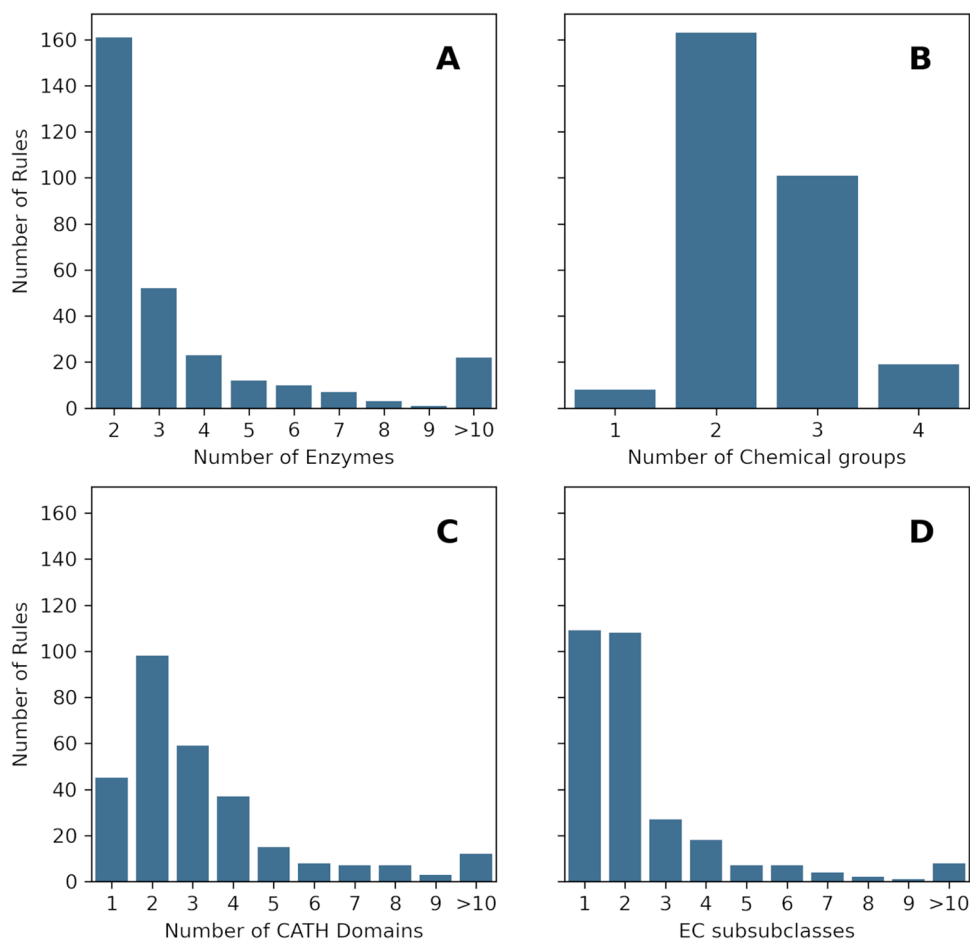 A
160
140
120
100
80
60
40
20
0
Number of Rules
2 3 4 5 6 7 8 9 >10
Number of Enzymes
B
1 2 3 4
Number of Chemical groups
C
160
140
120
100
80
60
40
20
0
Number of Rules
1 2 3 4 5 6 7 8 9 >10
Number of CATH Domains
D
1 2 3 4 5 6 7 8 9 >10
EC subsubclasses